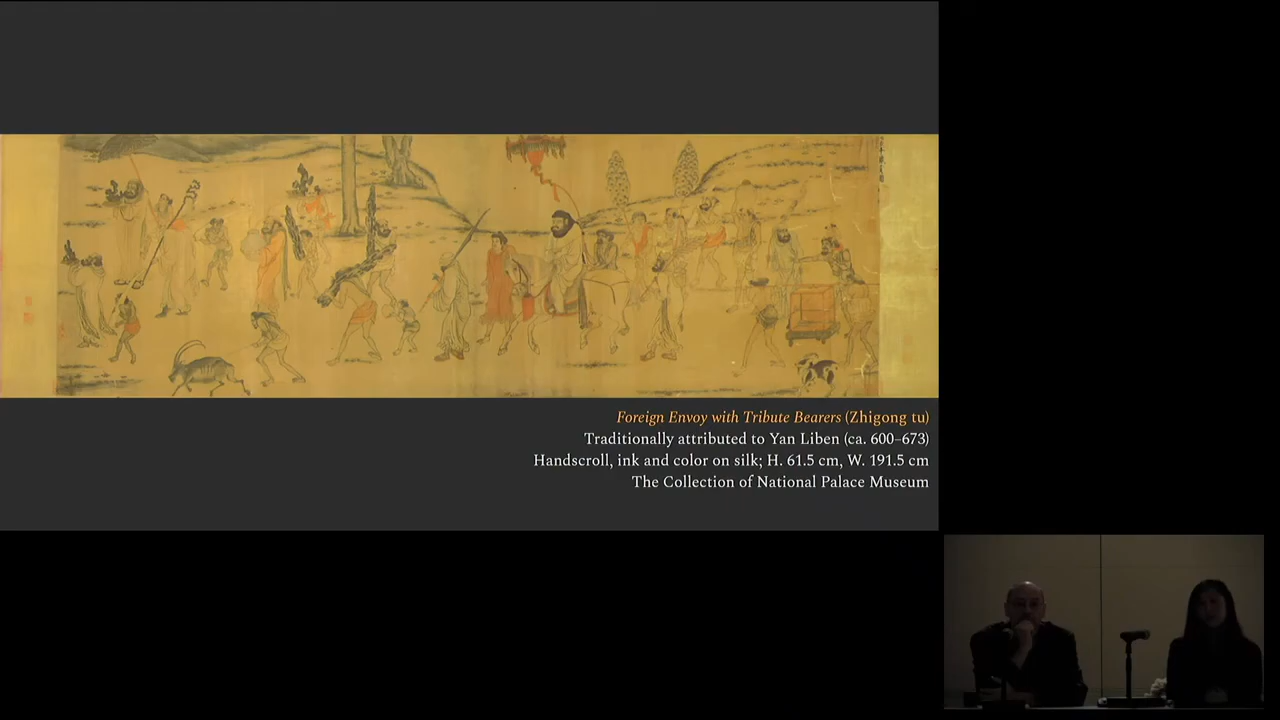 Foreign Envoy with Tribute Bearers (Zhigong tu)
Traditionally attributed to Yan Liben (ca. 600–673)
Handscroll, ink and color on silk; H. 61.5 cm, W. 191.5 cm
The Collection of National Palace Museum